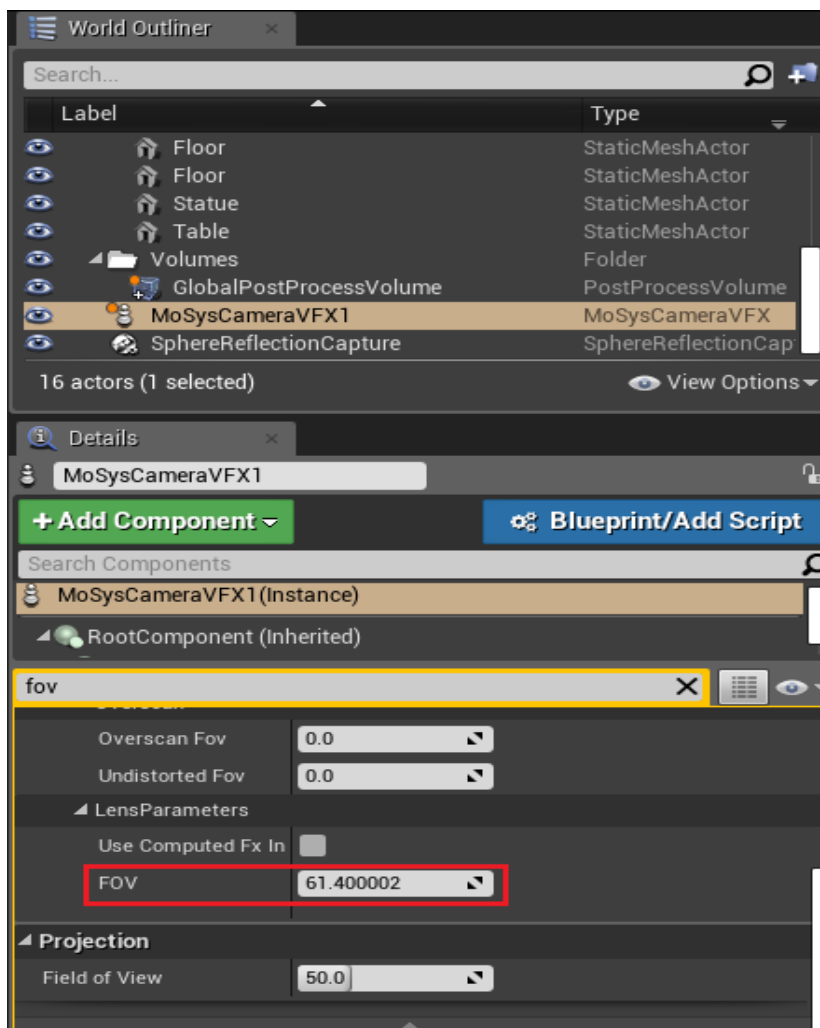 World Outliner
Search...
Label Type
Floor StaticMeshActor
Floor StaticMeshActor
Statue StaticMeshActor
Table StaticMeshActor
Volumes Folder
GlobalPostProcessVolume PostProcessVolume
MoSysCameraVFX1 MoSysCameraVFX
SphereReflectionCapture SphereReflectionCap
16 actors (1 selected) View Options
Details
MoSysCameraVFX1
+ Add Component Blueprint/Add Script
Search Components
MoSysCameraVFX1(Instance)
RootComponent (Inherited)
fov
Overscan Fov 0.0
Undistorted Fov 0.0
LensParameters
Use Computed Fx In
FOV 61.400002
Projection
Field of View 50.0